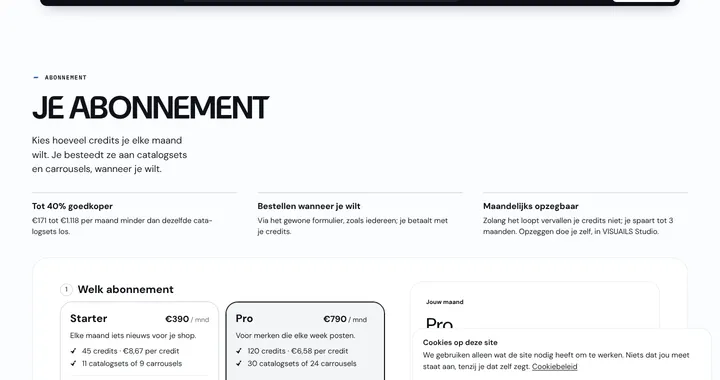 ABONNEMENT
JE ABONNEMENT
Kies hoeveel credits je elke maand
wilt. Je besteedt ze aan catalogsets
en carrousels, wanneer je wilt.
Tot 40% goedkoper
€171 tot €1.118 per maand minder dan dezelfde cata-
logsets los.
Bestellen wanneer je wilt
Via het gewone formulier, zoals iedereen; je betaalt met
je credits.
Maandelijks opzegbaar
Zolang het loopt vervallen je credits niet; je spaart tot 3
maanden. Opzeggen doe je zelf, in VISUAILS Studio.
1 Welk abonnement
Starter €390 / mnd
Elke maand iets nieuws voor je shop.
✓ 45 credits · €8,67 per credit
✓ 11 catalogsets of 9 carrousels
Pro €790 / mnd
Voor merken die elke week posten.
✓ 120 credits · €6,58 per credit
✓ 30 catalogsets of 24 carrousels
Jouw maand
Pro
Cookies op deze site
We gebruiken alleen wat de site nodig heeft om te werken. Niets dat jou meet
staat aan, tenzij je dat zelf zegt. Cookiebeleid